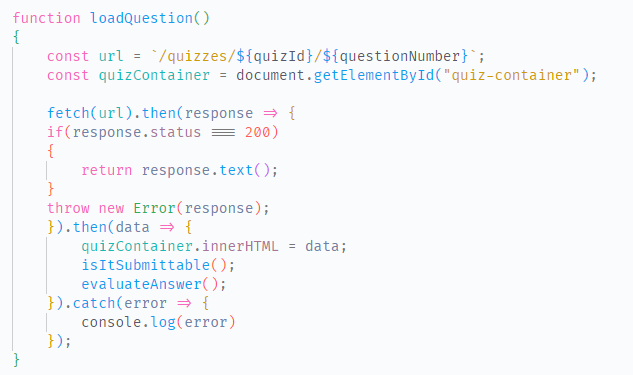 function loadQuestion()
{
    const url = `/quizzes/${quizId}/${questionNumber}`;
    const quizContainer = document.getElementById("quiz-container");

    fetch(url).then(response => {
    if(response.status === 200)
    {
        return response.text();
    }
    throw new Error(response);
    }).then(data => {
        quizContainer.innerHTML = data;
        isItSubmittable();
        evaluateAnswer();
    }).catch(error => {
        console.log(error)
    });
}